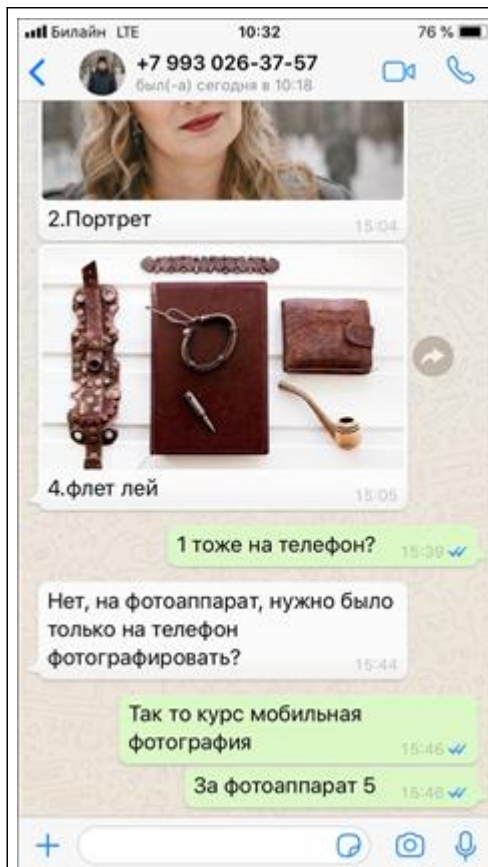 Билайн LTE 10:32 76 %
+7 993 026-37-57
был(-а) сегодня в 10:18
2.Портрет
15:04
4.флет лей
15:05
1 тоже на телефон? 15:39
Нет, на фотоаппарат, нужно было
только на телефон
фотографировать?
15:44
Так то курс мобильная
фотография
15:46
За фотоаппарат 5 15:46